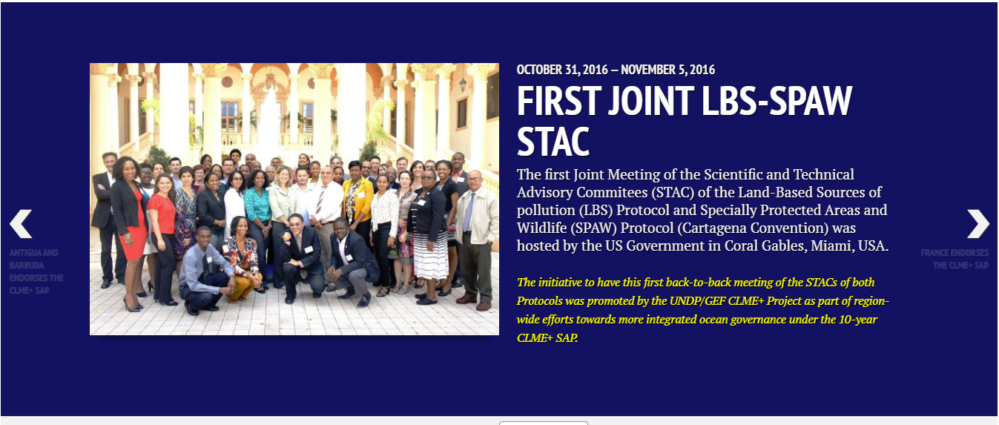 OCTOBER 31, 2016 – NOVEMBER 5, 2016
FIRST JOINT LBS-SPAW
STAC
The first Joint Meeting of the Scientific and Technical
Advisory Commitees (STAC) of the Land-Based Sources of
pollution (LBS) Protocol and Specially Protected Areas and
Wildlife (SPAW) Protocol (Cartagena Convention) was
hosted by the US Government in Coral Gables, Miami, USA.
The initiative to have this first back-to-back meeting of the STACs of both
Protocols was promoted by the UNDP/GEF CLME+ Project as part of region-
wide efforts towards more integrated ocean governance under the 10-year
CLME+ SAP.
ANTIGUA AND
BARBUDA
ENDORSES THE
CLME+ SAP
FRANCE ENDORSES
THE CLME+ SAP